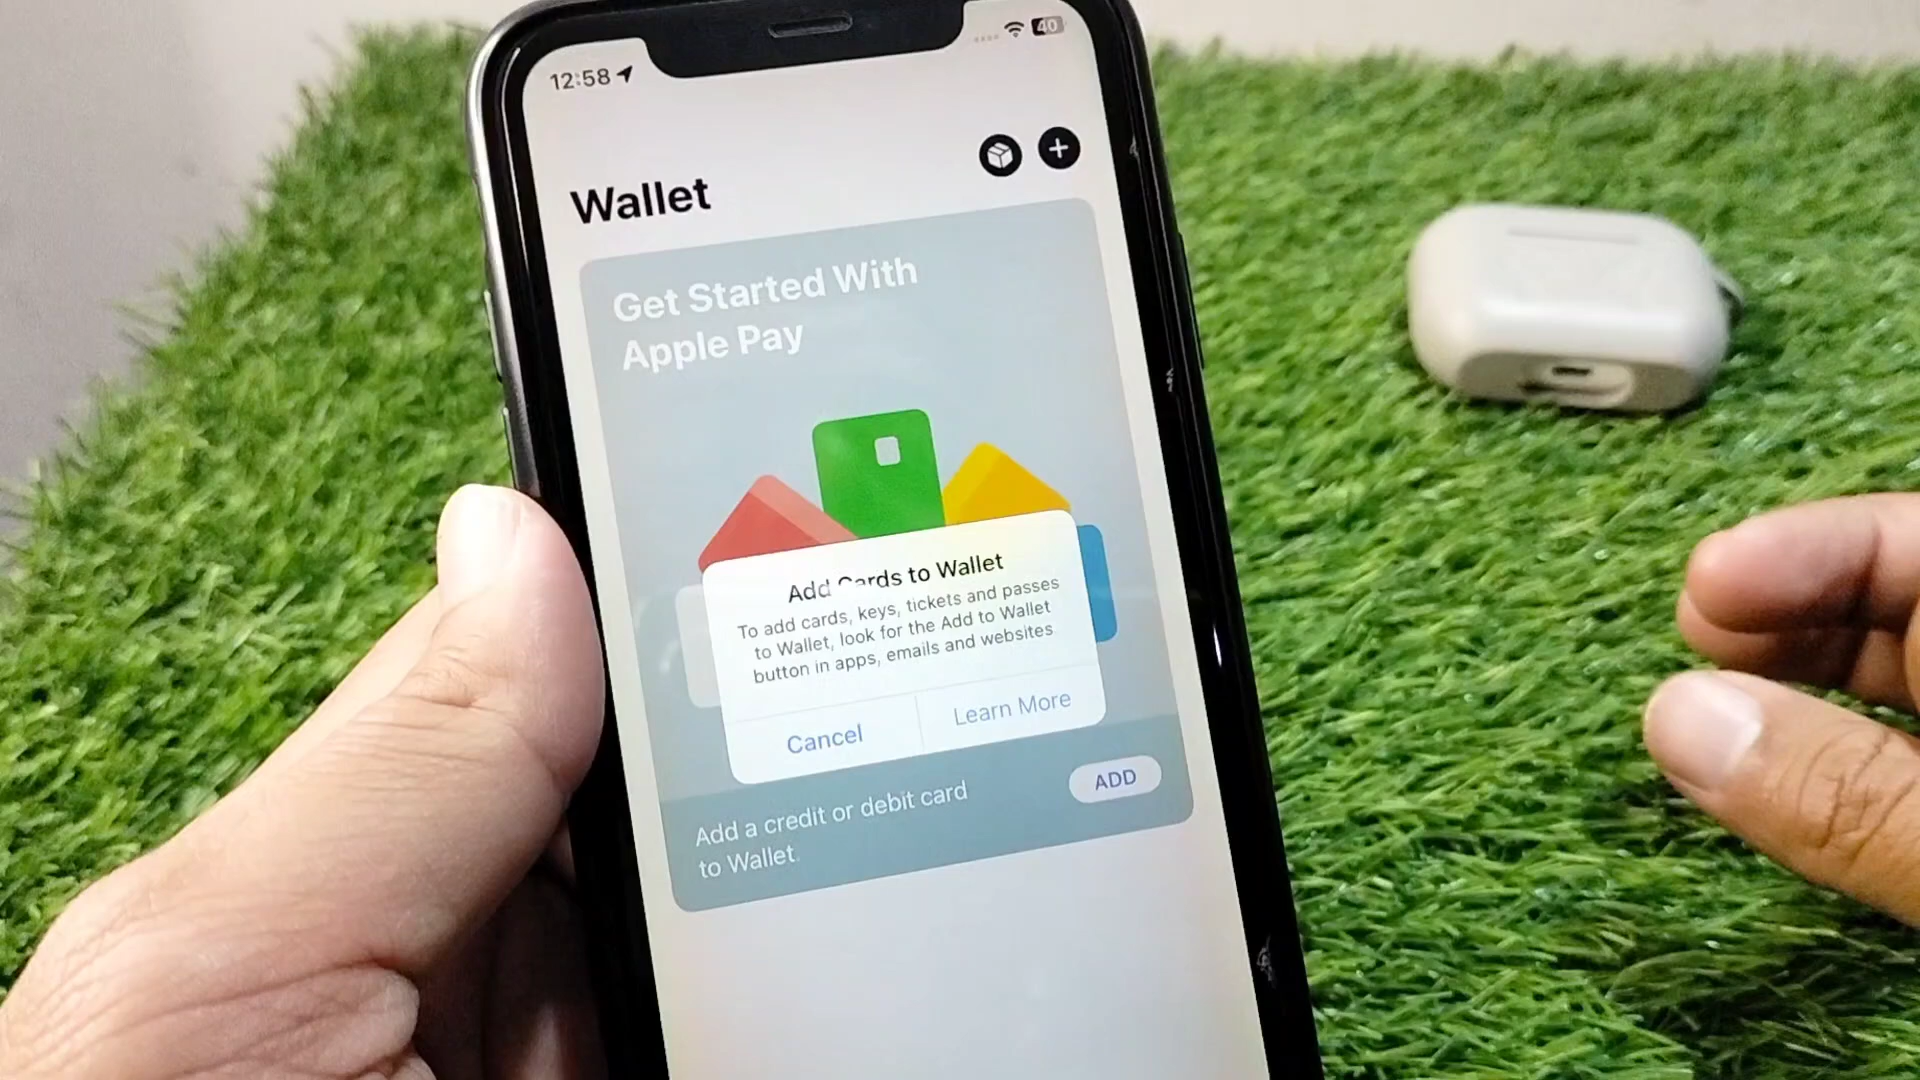 12:58
40
Wallet
Get Started With
Apple Pay
Add Cards to Wallet
To add cards, keys, tickets and passes
to Wallet, look for the Add to Wallet
button in apps, emails and websites
Cancel
Learn More
Add a credit or debit card
to Wallet.
ADD